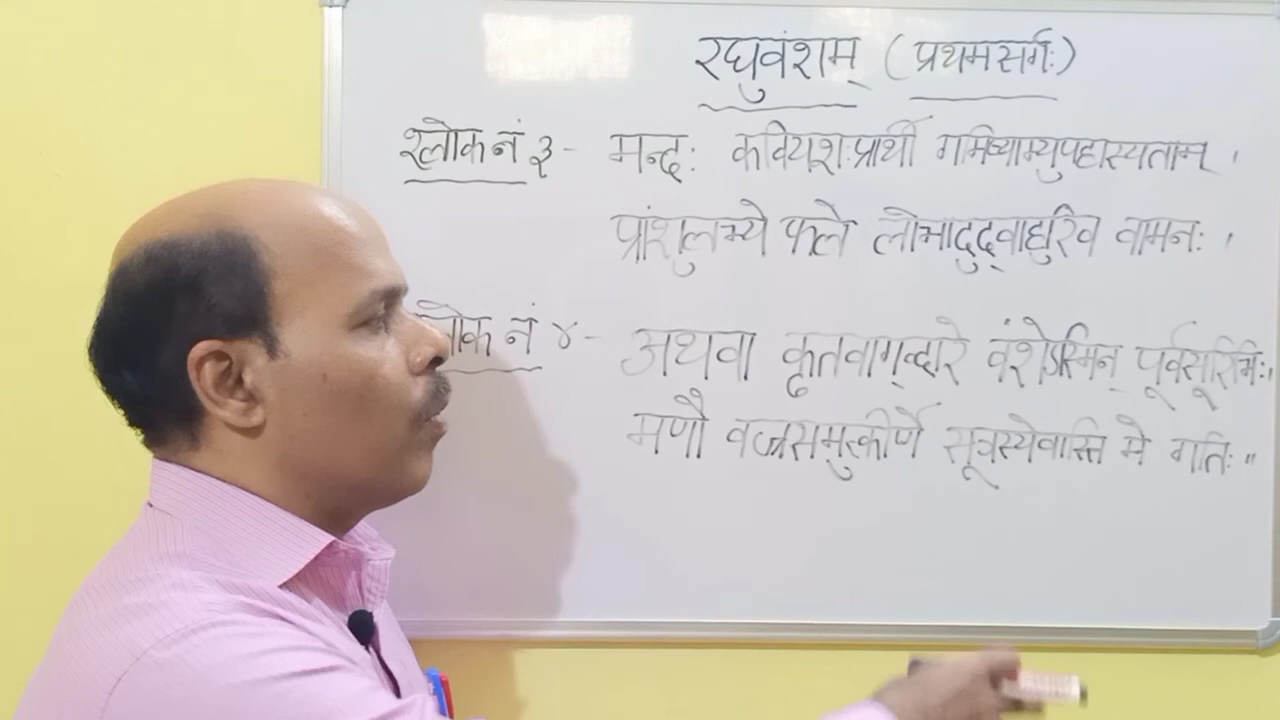 रघुवंशम् (प्रथमसर्गः)
श्लोक नं ३ - मन्दः कवियशःप्रार्थी गमिष्याम्युपहास्यताम् ।
प्रांशुलभ्ये फले लोभादुद्वाहुरिव वामनः ।
लोक नं ४ - अथवा कृतवाग्व्दारे वंशेऽस्मिन् पूर्वसूरिभिः ।
मणौ वज्रसमुत्कीर्णे सूत्रस्येवास्ति मे गतिः "